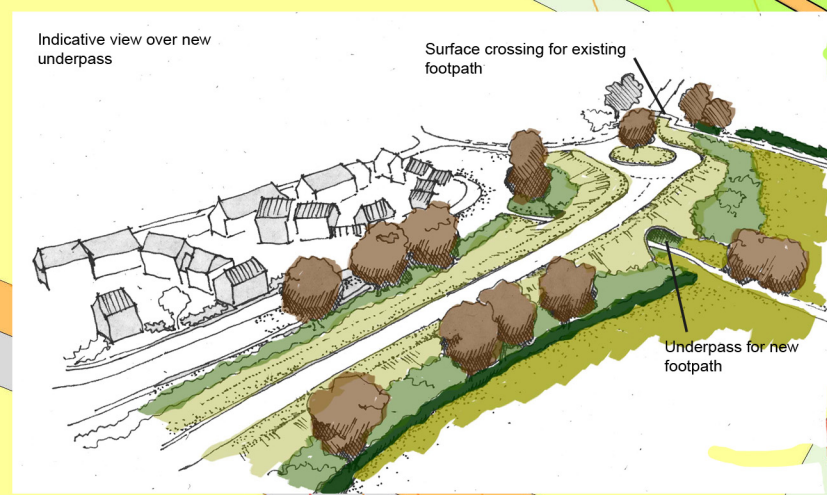 Indicative view over new
underpass
Surface crossing for existing
footpath
Underpass for new
footpath